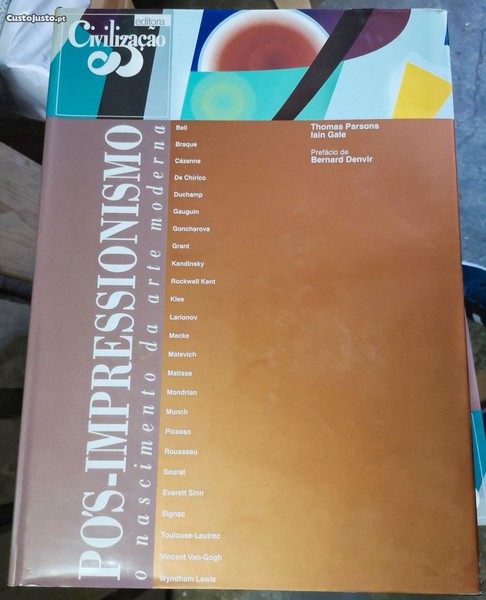 CustoJusto.pt
editora
Civilização
PÓS-IMPRESSIONISMO
o nascimento da arte moderna
Bell
Braque
Cézanne
De Chirico
Duchamp
Gauguin
Goncharova
Grant
Kandinsky
Rockwell Kent
Klee
Larionov
Macke
Malevich
Matisse
Mondrian
Munch
Picasso
Rousseau
Seurat
Everett Sinn
Signac
Toulouse-Lautrec
Vincent Van-Gogh
Wyndham Lewis
Thomas Parsons
Iain Gale
Prefácio de
Bernard Denvir